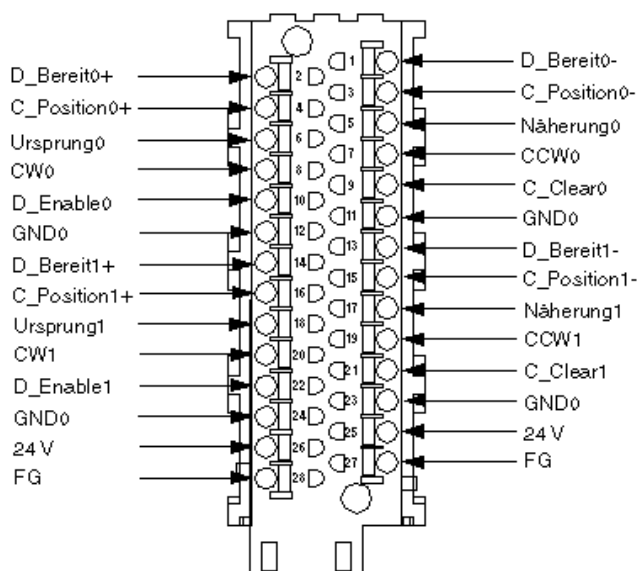 D_Bereit0+ 2 1 D_Bereit0-
C_Position0+ 4 3 C_Position0-
Ursprung0 6 5 Näherung0
CW0 8 7 CCW0
D_Enable0 10 9 C_Clear0
GND0 12 11 GND0
D_Bereit1+ 14 13 D_Bereit1-
C_Position1+ 16 15 C_Position1-
Ursprung1 18 17 Näherung1
CW1 20 19 CCW1
D_Enable1 22 21 C_Clear1
GND0 24 23 GND0
24 V 26 25 24 V
FG 28 27 FG